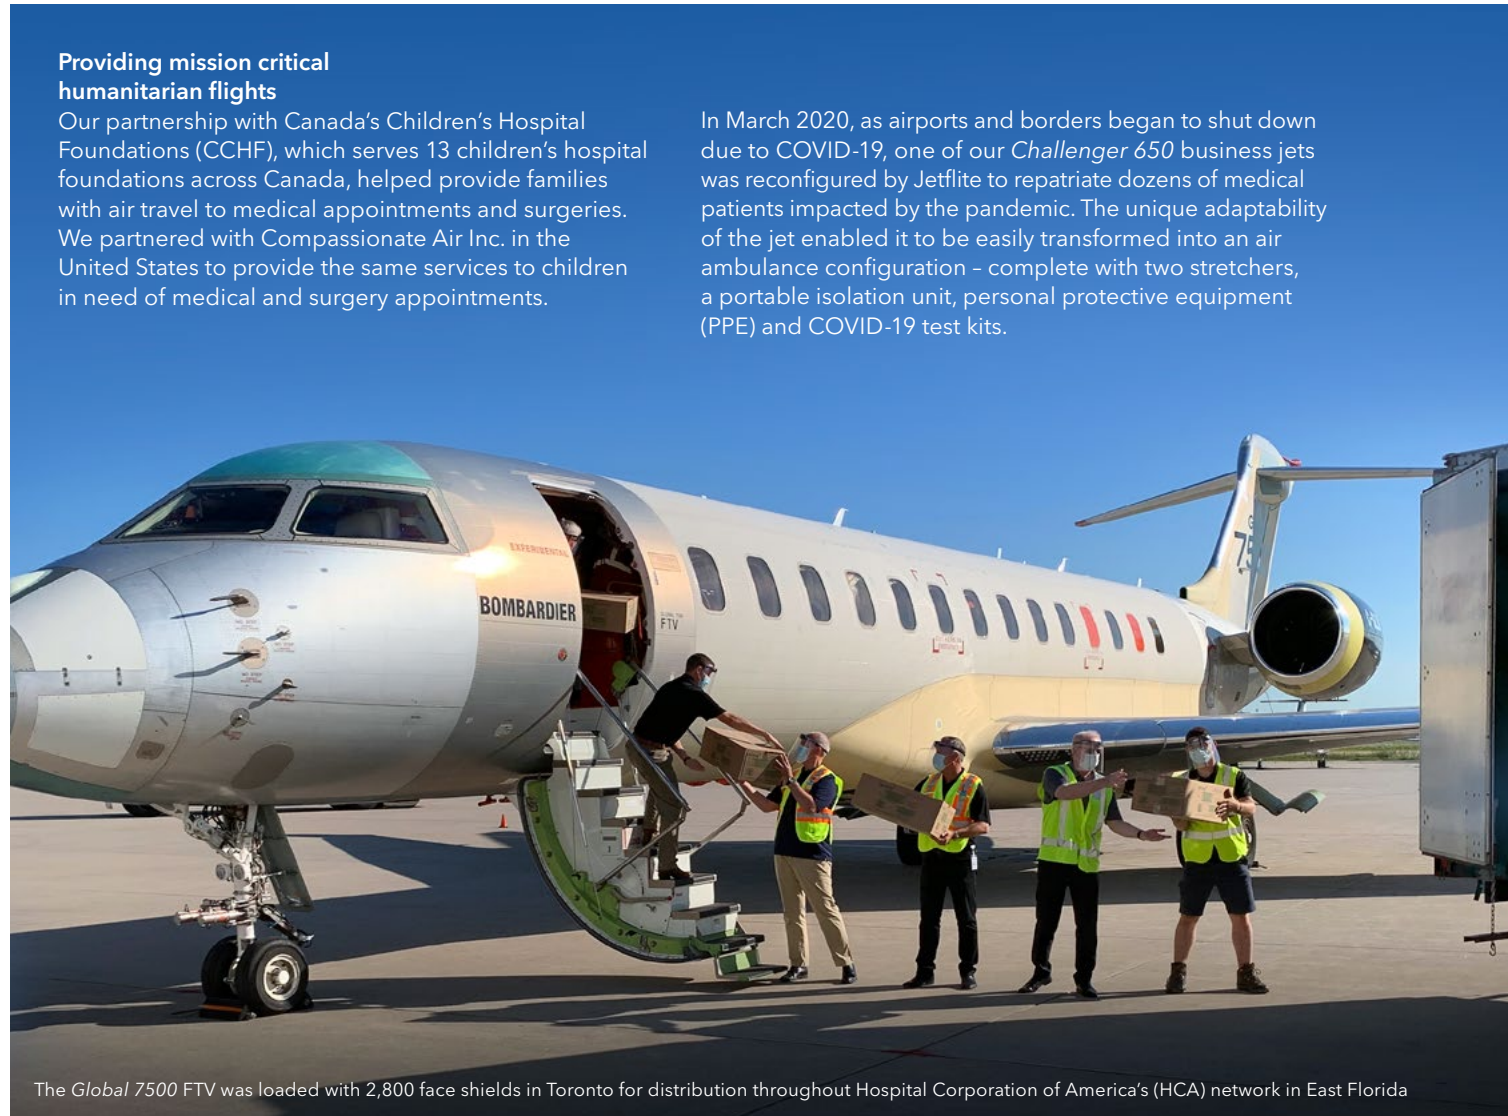 Providing mission critical
humanitarian flights
Our partnership with Canada’s Children’s Hospital
Foundations (CCHF), which serves 13 children’s hospital
foundations across Canada, helped provide families
with air travel to medical appointments and surgeries.
We partnered with Compassionate Air Inc. in the
United States to provide the same services to children
in need of medical and surgery appointments.
In March 2020, as airports and borders began to shut down
due to COVID-19, one of our Challenger 650 business jets
was reconfigured by Jetflite to repatriate dozens of medical
patients impacted by the pandemic. The unique adaptability
of the jet enabled it to be easily transformed into an air
ambulance configuration – complete with two stretchers,
a portable isolation unit, personal protective equipment
(PPE) and COVID-19 test kits.
EXPERIMENTAL
BOMBARDIER
FTV
The Global 7500 FTV was loaded with 2,800 face shields in Toronto for distribution throughout Hospital Corporation of America’s (HCA) network in East Florida